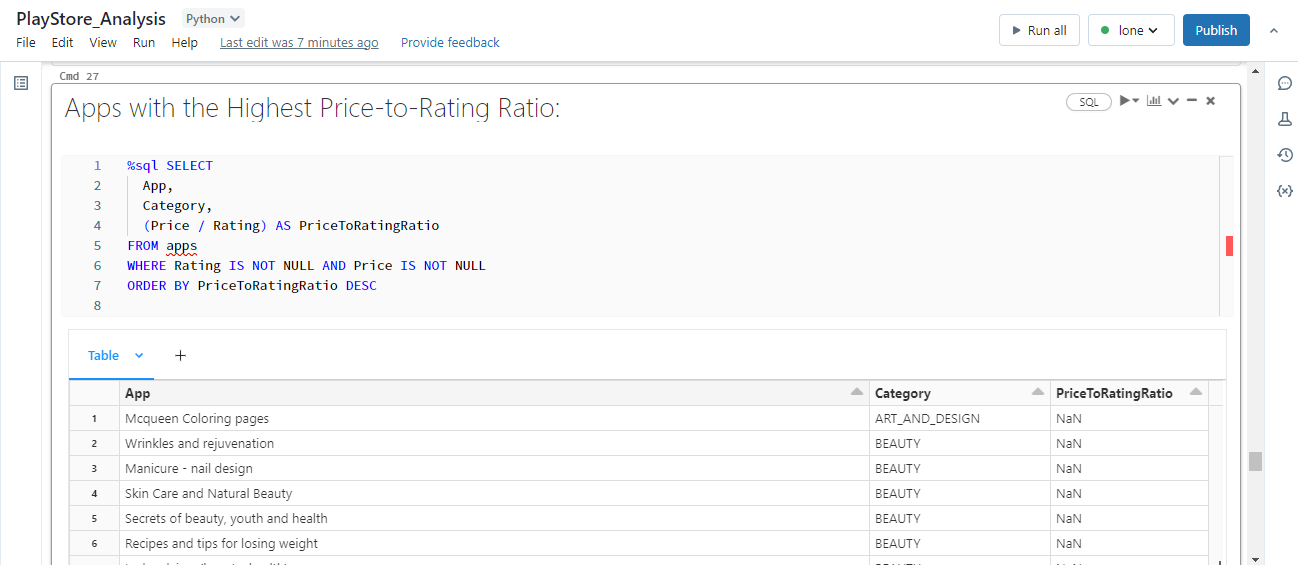 PlayStore_Analysis Python
File Edit View Run Help Last edit was 7 minutes ago Provide feedback
Run all lone Publish
Cmd 27
Apps with the Highest Price-to-Rating Ratio:
SQL
1 %sql SELECT
2 App,
3 Category,
4 (Price / Rating) AS PriceToRatingRatio
5 FROM apps
6 WHERE Rating IS NOT NULL AND Price IS NOT NULL
7 ORDER BY PriceToRatingRatio DESC
8
Table +
App Category PriceToRatingRatio
1 Mcqueen Coloring pages ART_AND_DESIGN NaN
2 Wrinkles and rejuvenation BEAUTY NaN
3 Manicure - nail design BEAUTY NaN
4 Skin Care and Natural Beauty BEAUTY NaN
5 Secrets of beauty, youth and health BEAUTY NaN
6 Recipes and tips for losing weight BEAUTY NaN